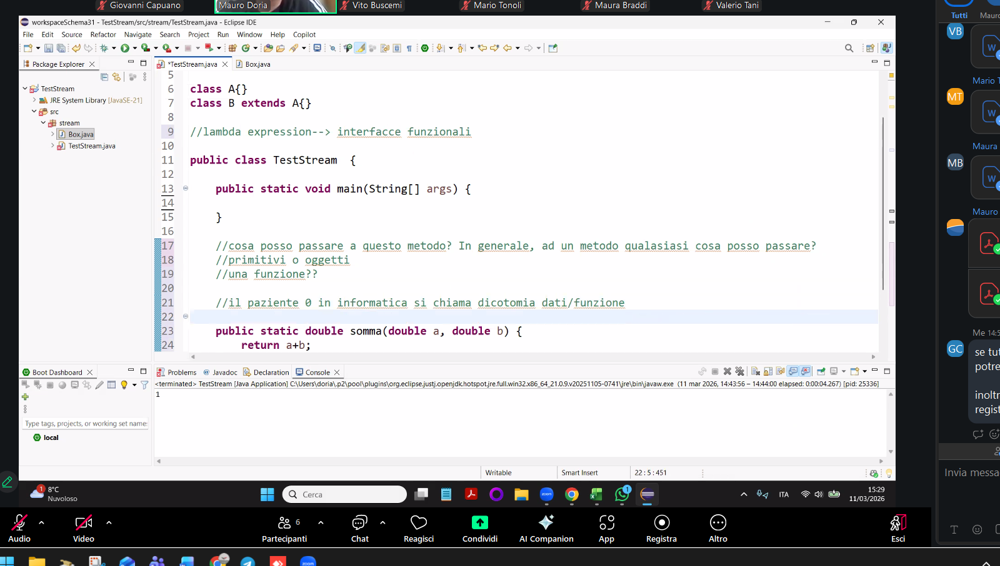 Giovanni Capuano
Mauro Doria
Vito Buscemi
Mario Tonoli
Maura Braddi
Valerio Tani
Tutti
Mauro
workspaceSchema31 - TestStream/src/stream/TestStream.java - Eclipse IDE
File Edit Source Refactor Navigate Search Project Run Window Help Copilot
Package Explorer
*TestStream.java
Box.java
TestStream
JRE System Library [JavaSE-21]
src
stream
Box.java
TestStream.java
5
6 class A{}
7 class B extends A{}
8
9 //lambda expression--> interfacce funzionali
10
11 public class TestStream {
12
13 public static void main(String[] args) {
14
15 }
16
17 //cosa posso passare a questo metodo? In generale, ad un metodo qualasiasi cosa posso passare?
18 //primitivi o oggetti
19 //una funzione??
20
21 //il paziente 0 in informatica si chiama dicotomia dati/funzione
22
23 public static double somma(double a, double b) {
24 return a+b;
Boot Dashboard
Type tags, projects, or working set name:
local
Problems
@ Javadoc
Declaration
Console
<terminated> TestStream [Java Application] C:\Users\doria\.p2\pool\plugins\org.eclipse.justj.openjdk.hotspot.jre.full.win32.x86_64_21.0.9.v20251105-0741\jre\bin\javaw.exe (11 mar 2026, 14:43:56 – 14:44:00 elapsed: 0:00:04.267) [pid: 25336]
1
Writable
Smart Insert
22 : 5 : 451
VB
W
Mario T
MT
W
Maura
MB
W
Mauro
Me 14:5
GC
se tut
potre
inoltr
regist
Invia messa
1
8°C
Nuvoloso
Cerca
zoom
1
ITA
15:29
11/03/2026
Audio
Video
Partecipanti
6
Chat
Reagisci
Condividi
AI Companion
App
Registra
Altro
Esci
zoom